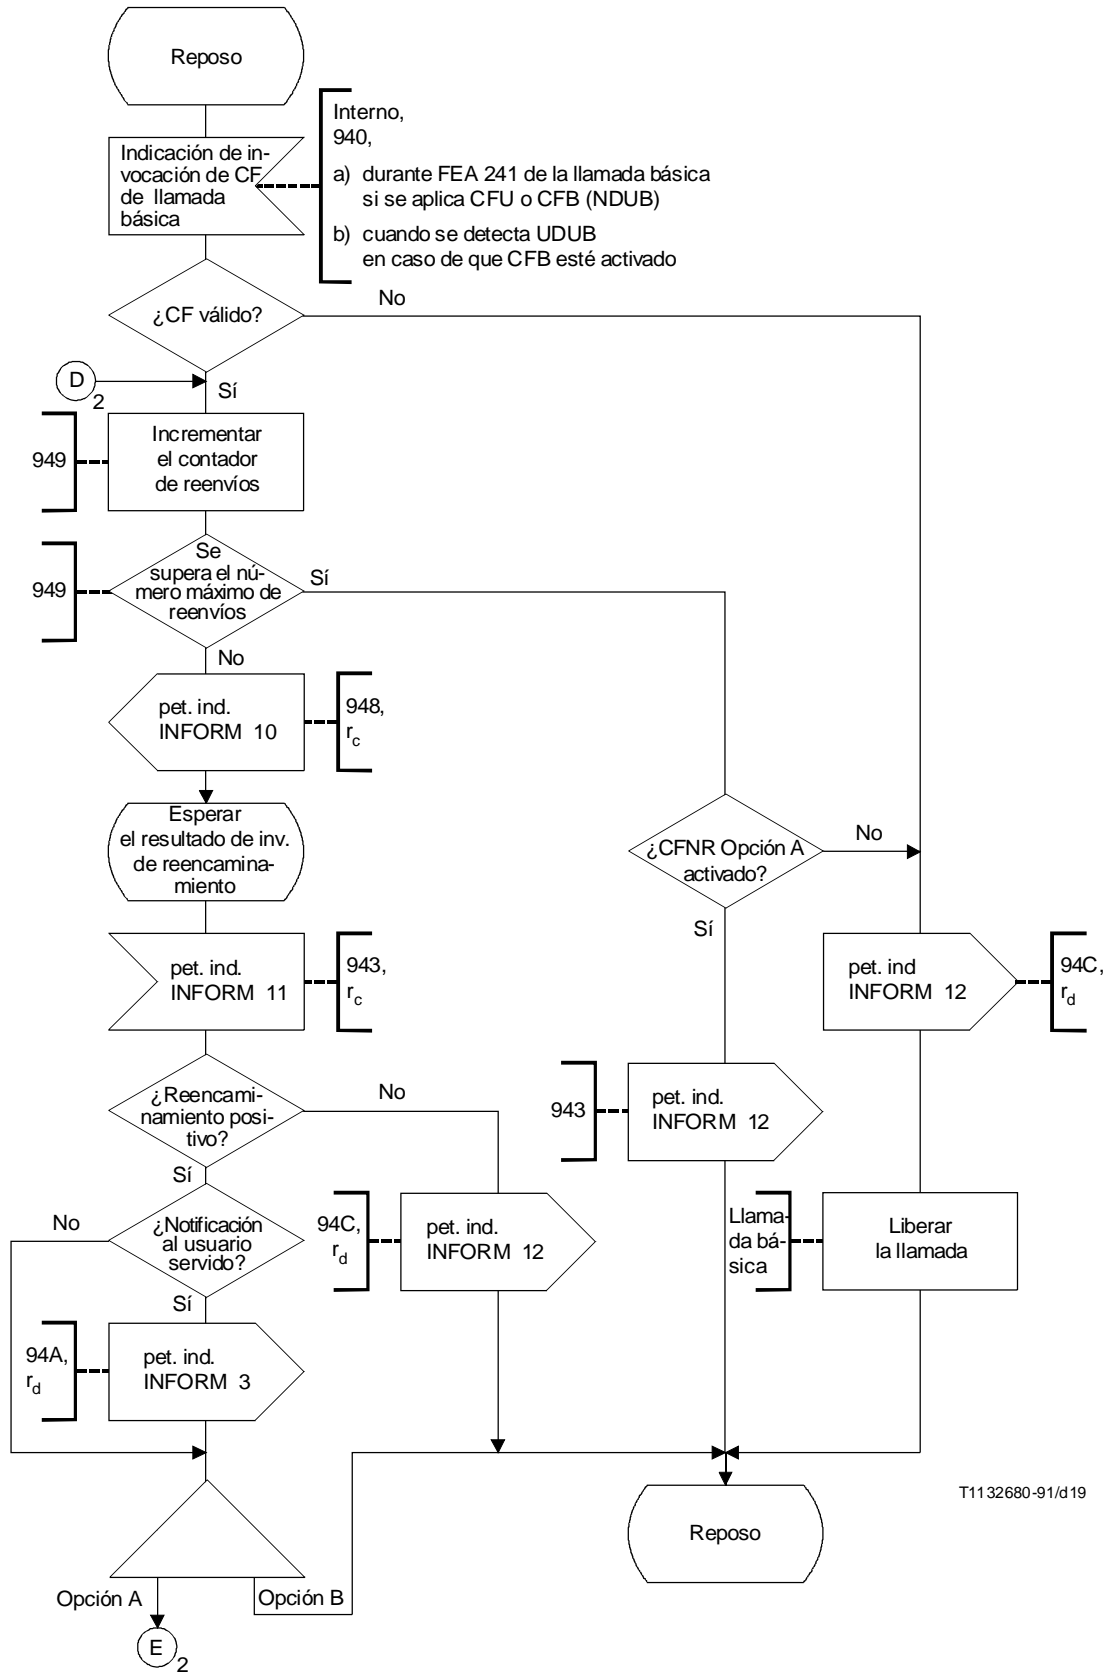 Reposo
Indicación de in-
vocación de CF
de llamada
básica
Interno,
940,
a) durante FEA 241 de la llamada básica
si se aplica CFU o CFB (NDUB)
b) cuando se detecta UDUB
en caso de que CFB esté activado
¿CF válido?
No
D
2
Sí
949
Incrementar
el contador
de reenvíos
949
Se
supera el nú-
mero máximo de
reenvíos
Sí
No
pet. ind.
INFORM 10
948,
rc
Esperar
el resultado de inv.
de reencamina-
miento
¿CFNR Opción A
activado?
No
Sí
pet. ind.
INFORM 11
943,
rc
pet. ind
INFORM 12
94C,
rd
¿Reencami-
namiento posi-
tivo?
No
Sí
943
pet. ind.
INFORM 12
No
¿Notificación
al usuario
servido?
Sí
94C,
rd
pet. ind.
INFORM 12
Llama-
da bá-
sica
Liberar
la llamada
94A,
rd
pet. ind.
INFORM 3
T1132680-91/d19
Reposo
Opción A
Opción B
E
2